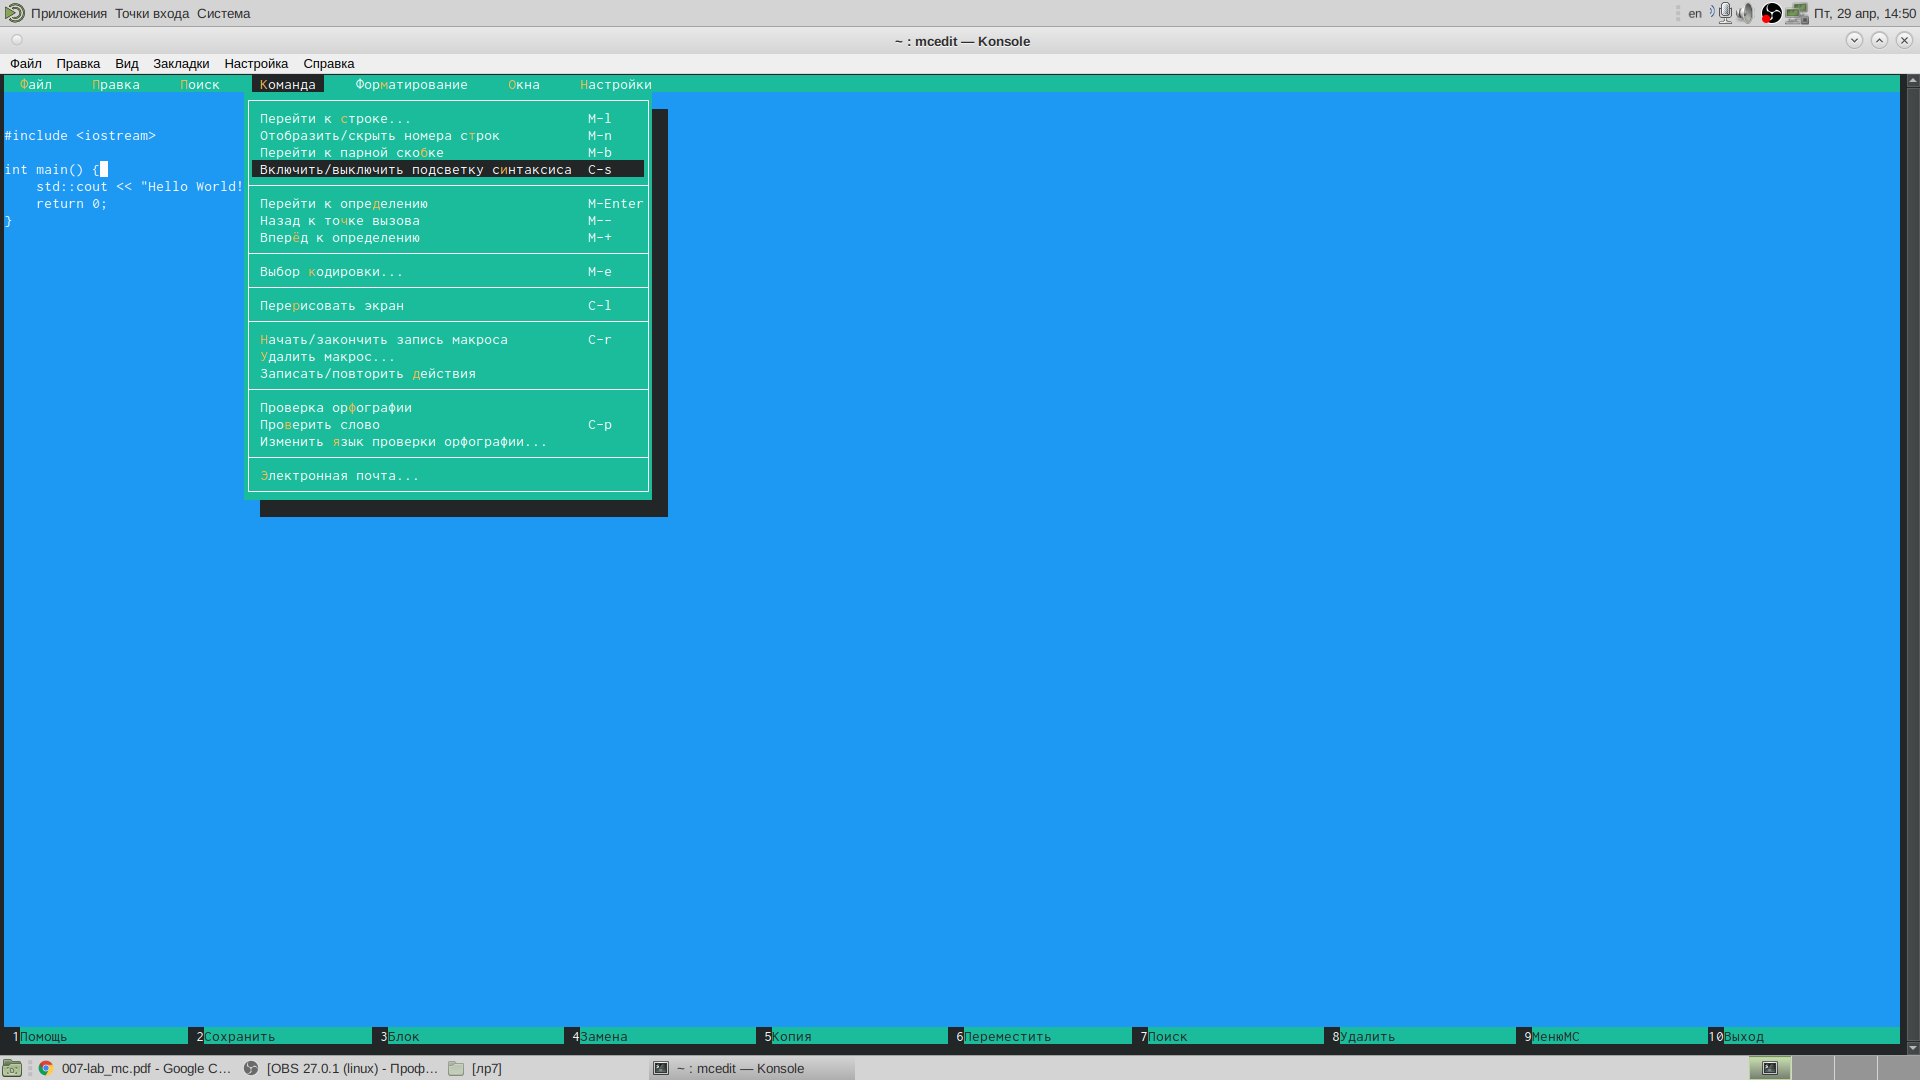 Приложения Точки входа Система
en
Пт, 29 апр, 14:50
~ : mcedit — Konsole
Файл Правка Вид Закладки Настройка Справка
Файл Правка Поиск Команда Форматирование Окна Настройки
Перейти к строке... M-l
#include <iostream> Отобразить/скрыть номера строк M-n
Перейти к парной скобке M-b
int main() { Включить/выключить подсветку синтаксиса C-s
std::cout << "Hello World!
return 0; Перейти к определению M-Enter
} Назад к точке вызова M--
Вперёд к определению M-+
Выбор кодировки... M-e
Перерисовать экран C-l
Начать/закончить запись макроса C-r
Удалить макрос...
Записать/повторить действия
Проверка орфографии
Проверить слово C-p
Изменить язык проверки орфографии...
Электронная почта...
1Помощь 2Сохранить 3Блок 4Замена 5Копия 6Переместить 7Поиск 8Удалить 9МенюМС 10Выход
007-lab_mc.pdf - Google C... [OBS 27.0.1 (linux) - Проф... [лр7] ~ : mcedit — Konsole